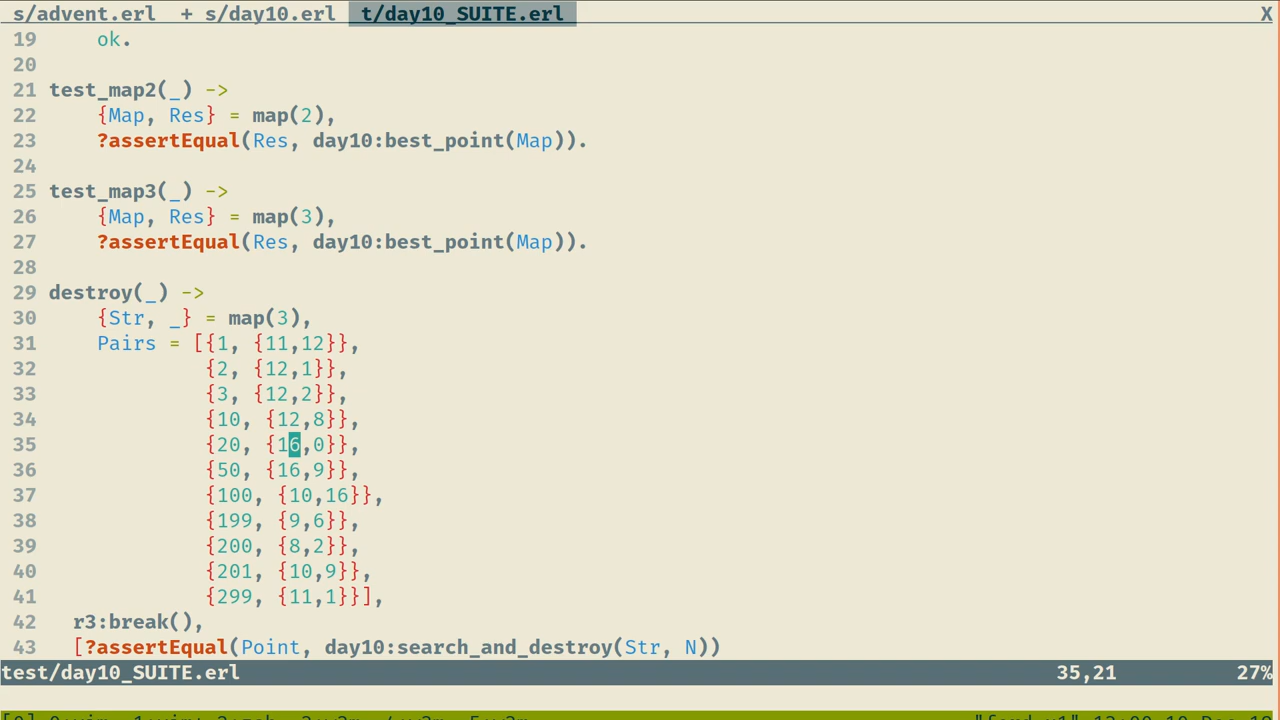 s/advent.erl + s/day10.erl t/day10_SUITE.erl X
19 ok.
20
21 test_map2(_) ->
22 {Map, Res} = map(2),
23 ?assertEqual(Res, day10:best_point(Map)).
24
25 test_map3(_) ->
26 {Map, Res} = map(3),
27 ?assertEqual(Res, day10:best_point(Map)).
28
29 destroy(_) ->
30 {Str, _} = map(3),
31 Pairs = [{1, {11,12}},
32 {2, {12,1}},
33 {3, {12,2}},
34 {10, {12,8}},
35 {20, {16,0}},
36 {50, {16,9}},
37 {100, {10,16}},
38 {199, {9,6}},
39 {200, {8,2}},
40 {201, {10,9}},
41 {299, {11,1}}],
42 r3:break(),
43 [?assertEqual(Point, day10:search_and_destroy(Str, N))
test/day10_SUITE.erl 35,21 27%